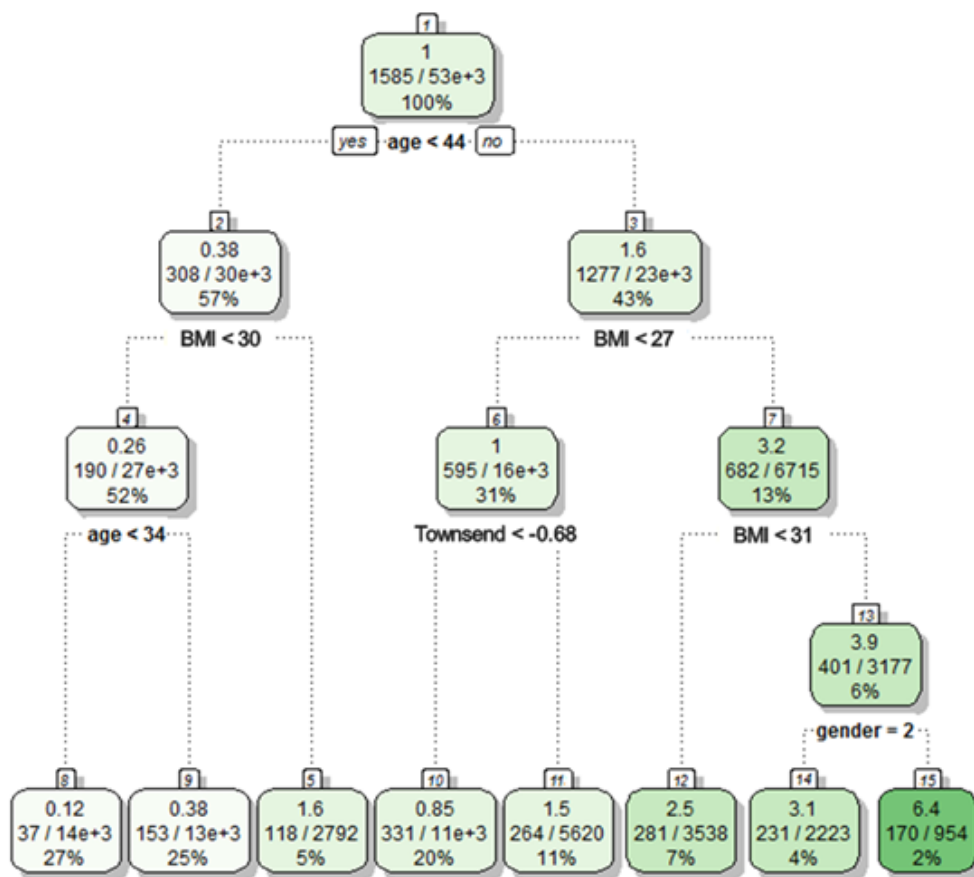 1
1
1585 / 53e+3
100%
yes age < 44 no
2
0.38
308 / 30e+3
57%
3
1.6
1277 / 23e+3
43%
BMI < 30
BMI < 27
4
0.26
190 / 27e+3
52%
6
1
595 / 16e+3
31%
7
3.2
682 / 6715
13%
age < 34
Townsend < -0.68
BMI < 31
13
3.9
401 / 3177
6%
gender = 2
8
0.12
37 / 14e+3
27%
9
0.38
153 / 13e+3
25%
5
1.6
118 / 2792
5%
10
0.85
331 / 11e+3
20%
11
1.5
264 / 5620
11%
12
2.5
281 / 3538
7%
14
3.1
231 / 2223
4%
15
6.4
170 / 954
2%